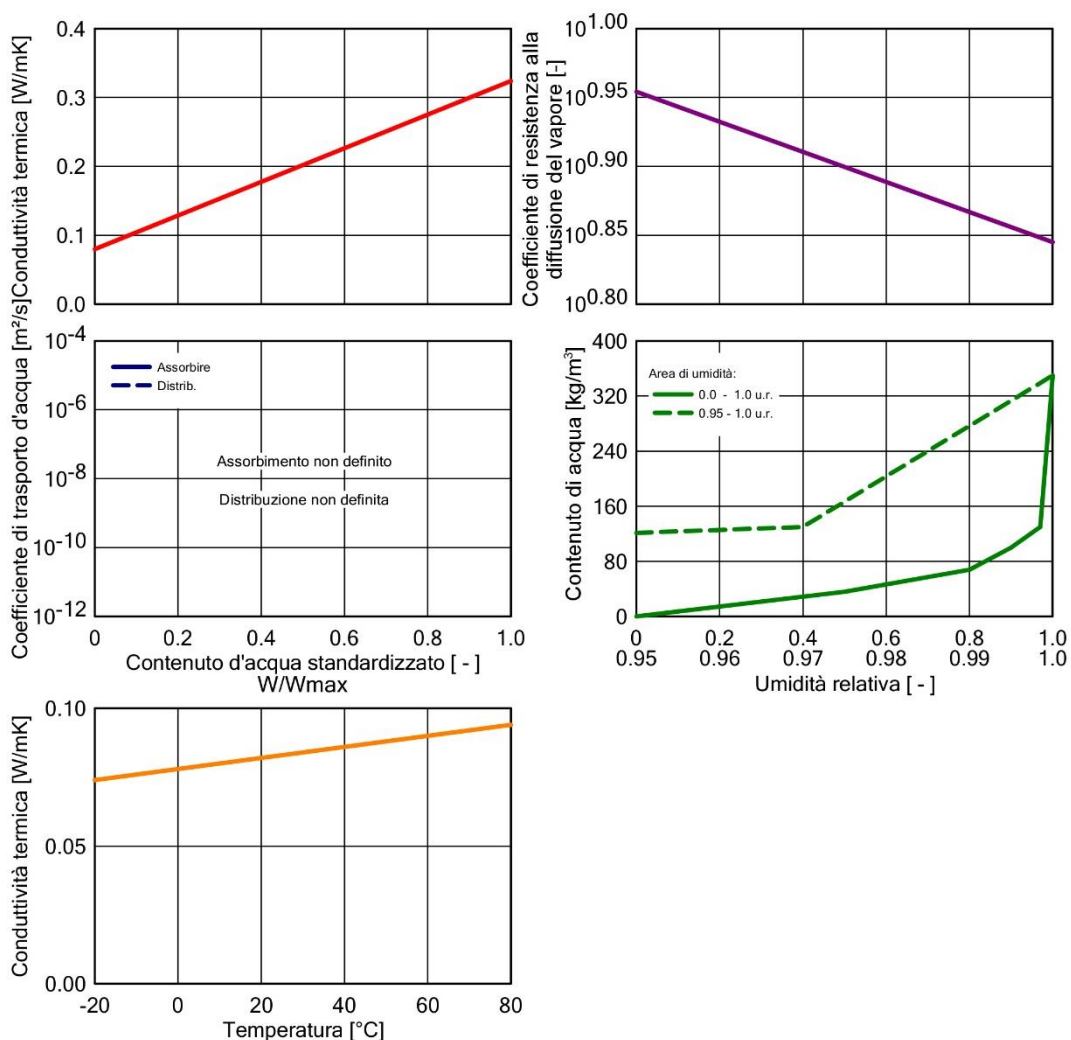 Conduttività termica [W/mK]
0.4
0.3
0.2
0.1
0.0
Coefficiente di resistenza alla
diffusione del vapore [-]
10^1.00
10^0.95
10^0.90
10^0.85
10^0.80
Coefficiente di trasporto d'acqua [m²/s]
10^-4
10^-6
10^-8
10^-10
10^-12
Assorbire
Distrib.
Assorbimento non definito
Distribuzione non definita
0 0.2 0.4 0.6 0.8 1.0
Contenuto d'acqua standardizzato [ - ]
W/Wmax
Contenuto di acqua [kg/m³]
400
320
240
160
80
0
Area di umidità:
0.0 - 1.0 u.r.
0.95 - 1.0 u.r.
0 0.2 0.4 0.6 0.8 1.0
0.95 0.96 0.97 0.98 0.99 1.0
Umidità relativa [ - ]
Conduttività termica [W/mK]
0.10
0.05
0.00
-20 0 20 40 60 80
Temperatura [°C]